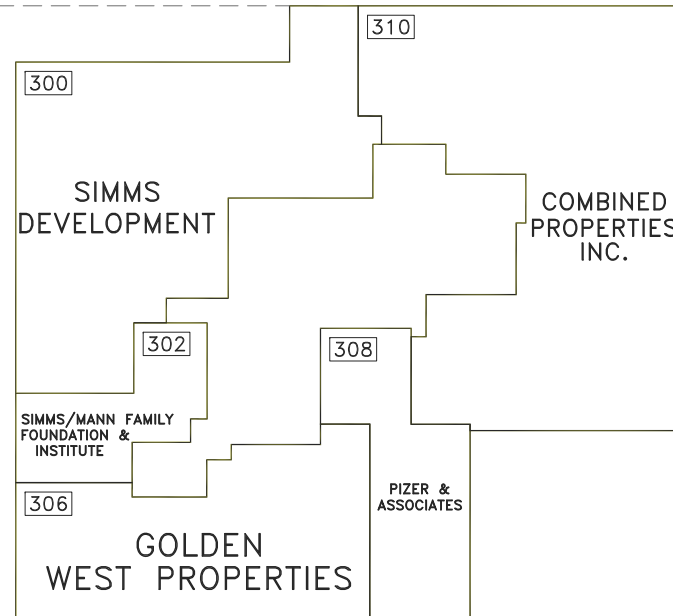 310
300
SIMMS
DEVELOPMENT
COMBINED
PROPERTIES
INC.
302
308
SIMMS/MANN FAMILY
FOUNDATION &
INSTITUTE
306
PIZER &
ASSOCIATES
GOLDEN
WEST PROPERTIES